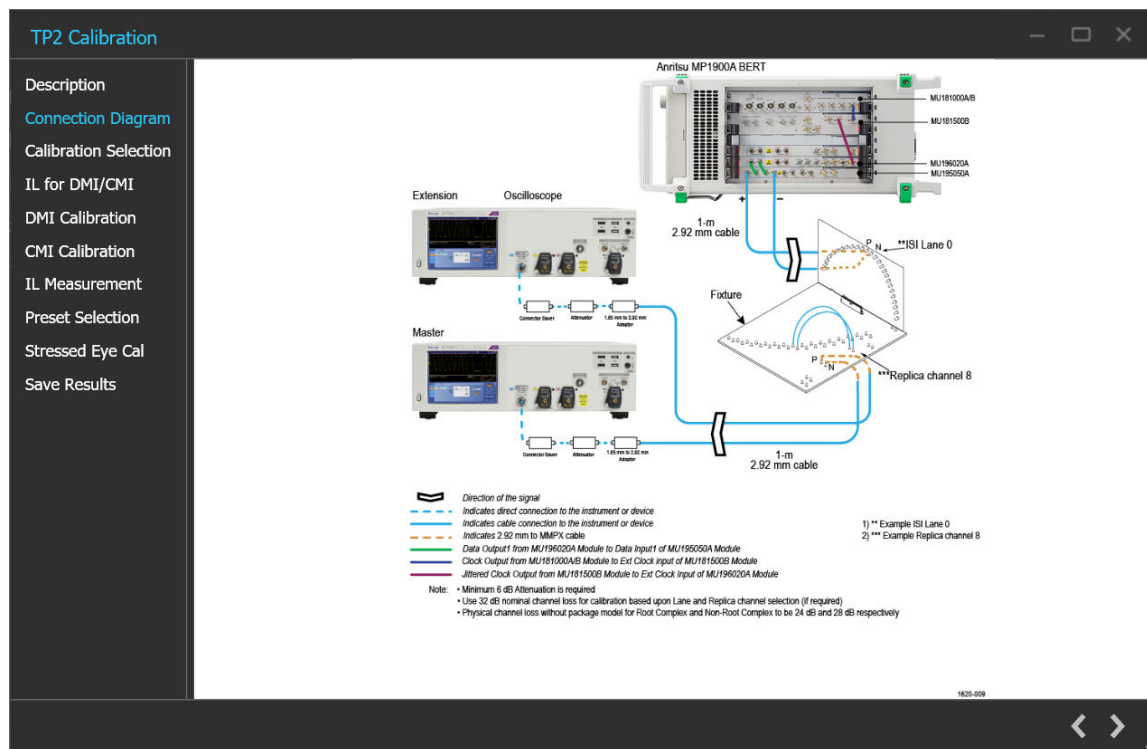 TP2 Calibration
Description
Connection Diagram
Calibration Selection
IL for DMI/CMI
DMI Calibration
CMI Calibration
IL Measurement
Preset Selection
Stressed Eye Cal
Save Results
Anritsu MP1900A BERT
MU181000A/B
MU181500B
MU196020A
MU195050A
+ −
1-m
2.92 mm cable
P
N
**ISI Lane 0
Extension
Oscilloscope
Connector Saver
Attenuator
1.85 mm to 2.92 mm
Adaptor
Fixture
Master
P
N
***Replica channel 8
Connector Saver
Attenuator
1.85 mm to 2.92 mm
Adaptor
1-m
2.92 mm cable
Direction of the signal
Indicates direct connection to the instrument or device
Indicates cable connection to the instrument or device
Indicates 2.92 mm to MMPX cable
Data Output1 from MU196020A Module to Data Input1 of MU195050A Module
Clock Output from MU181000A/B Module to Ext Clock input of MU181500B Module
Jittered Clock Output from MU181500B Module to Ext Clock Input of MU196020A Module
1) ** Example ISI Lane 0
2) *** Example Replica channel 8
Note: • Minimum 6 dB Attenuation is required
• Use 32 dB nominal channel loss for calibration based upon Lane and Replica channel selection (if required)
• Physical channel loss without package model for Root Complex and Non-Root Complex to be 24 dB and 28 dB respectively
1620-009